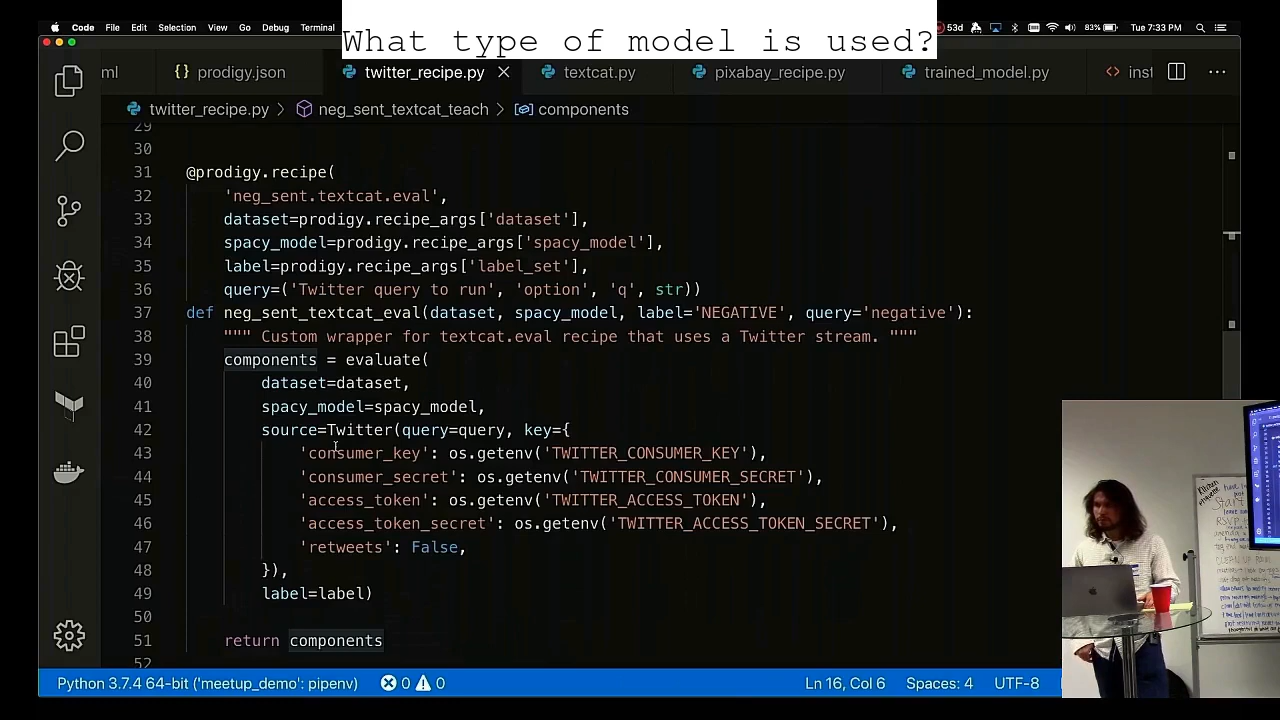 Code File Edit Selection View Go Debug Terminal
53d 83% Tue 7:33 PM
What type of model is used?
ml {} prodigy.json twitter_recipe.py textcat.py pixabay_recipe.py trained_model.py <> inst
twitter_recipe.py > neg_sent_textcat_teach > components
29
30
31 @prodigy.recipe(
32 'neg_sent.textcat.eval',
33 dataset=prodigy.recipe_args['dataset'],
34 spacy_model=prodigy.recipe_args['spacy_model'],
35 label=prodigy.recipe_args['label_set'],
36 query=('Twitter query to run', 'option', 'q', str))
37 def neg_sent_textcat_eval(dataset, spacy_model, label='NEGATIVE', query='negative'):
38 """ Custom wrapper for textcat.eval recipe that uses a Twitter stream. """
39 components = evaluate(
40 dataset=dataset,
41 spacy_model=spacy_model,
42 source=Twitter(query=query, key={
43 'consumer_key': os.getenv('TWITTER_CONSUMER_KEY'),
44 'consumer_secret': os.getenv('TWITTER_CONSUMER_SECRET'),
45 'access_token': os.getenv('TWITTER_ACCESS_TOKEN'),
46 'access_token_secret': os.getenv('TWITTER_ACCESS_TOKEN_SECRET'),
47 'retweets': False,
48 }),
49 label=label)
50
51 return components
52
Python 3.7.4 64-bit ('meetup_demo': pipenv) 0 0 Ln 16, Col 6 Spaces: 4 UTF-8